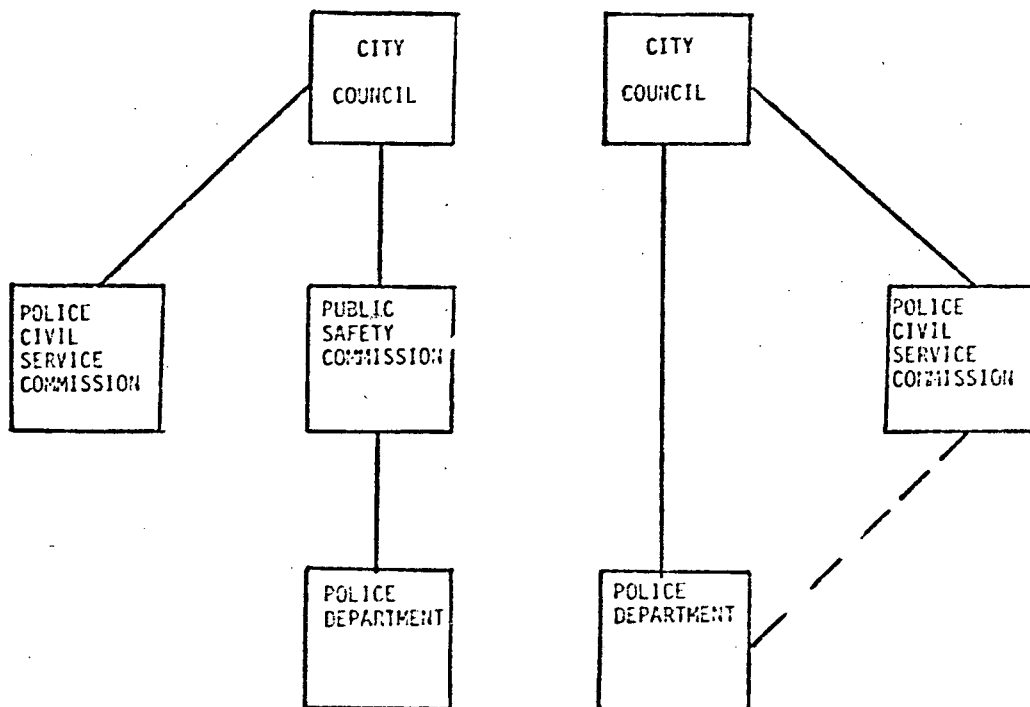 CITY
COUNCIL
CITY
COUNCIL
POLICE
CIVIL
SERVICE
COMMISSION
PUBLIC
SAFETY
COMMISSION
POLICE
CIVIL
SERVICE
COMMISSION
POLICE
DEPARTMENT
POLICE
DEPARTMENT